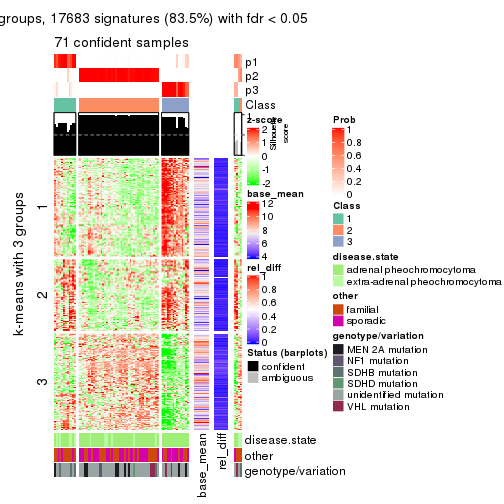 groups, 17683 signatures (83.5%) with fdr < 0.05
71 confident samples
p1
p2
p3
Class
1
Silhouette
score
z-score
2
1
0
-1
-2
base_mean
12
10
8
6
4
rel_diff
1
0.8
0.6
0.4
0.2
0
Status (barplots)
confident
ambiguous
Prob
1
0.8
0.6
0.4
0.2
0
Class
1
2
3
disease.state
adrenal pheochromocytoma
extra-adrenal pheochromocytoma
other
familial
sporadic
genotype/variation
MEN 2A mutation
NF1 mutation
SDHB mutation
SDHD mutation
unidentified mutation
VHL mutation
k-means with 3 groups
1
2
3
disease.state
other
genotype/variation
base_mean
rel_diff